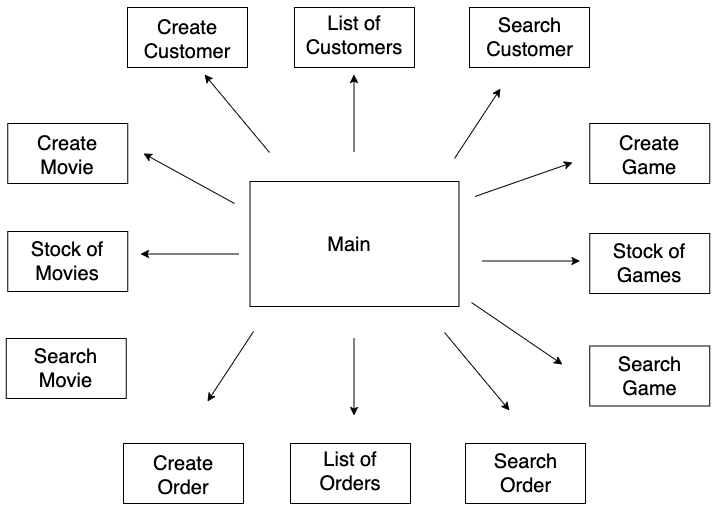 Create
Customer
List of
Customers
Search
Customer
Create
Movie
Create
Game
Main
Stock of
Movies
Stock of
Games
Search
Movie
Search
Game
Create
Order
List of
Orders
Search
Order